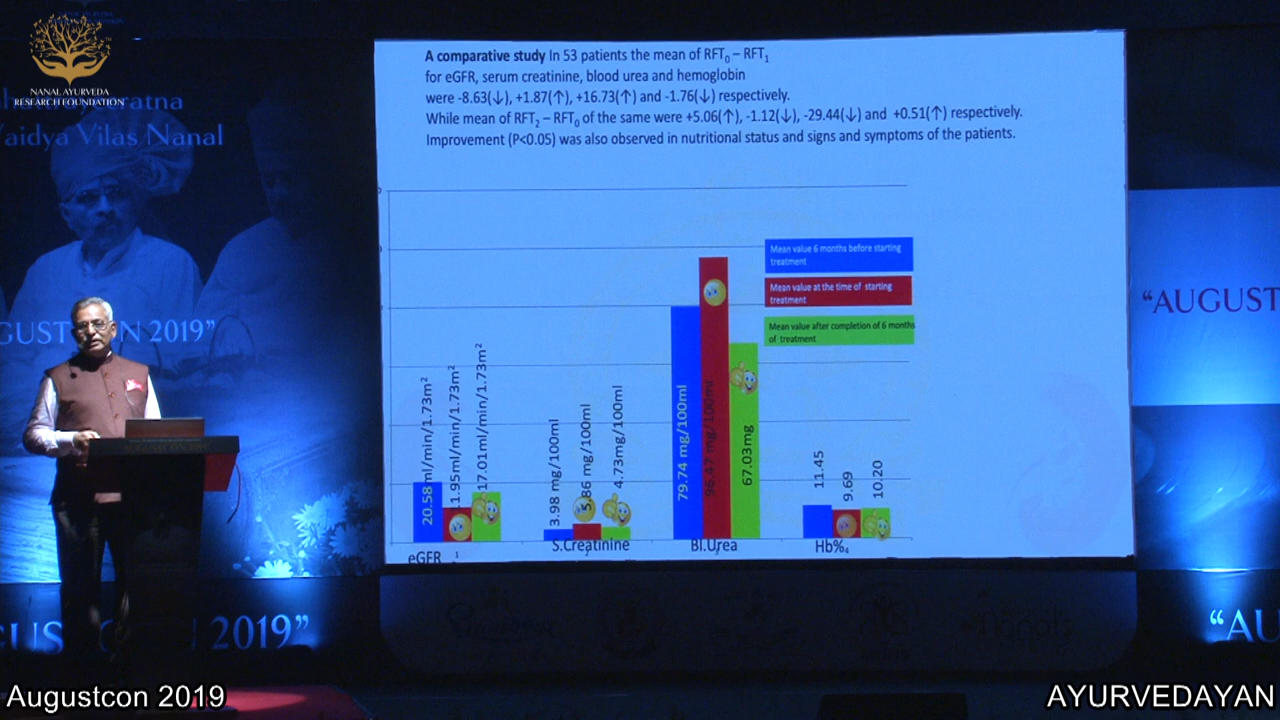 NANAL AYURVEDA
RESEARCH FOUNDATION
Vaidya Vilas Nanal
GUSTCON 2019”
A comparative study In 53 patients the mean of RFT₀ – RFT₁
for eGFR, serum creatinine, blood urea and hemoglobin
were -8.63(↓), +1.87(↑), +16.73(↑) and -1.76(↓) respectively.
While mean of RFT₂ – RFT₀ of the same were +5.06(↑), -1.12(↓), -29.44(↓) and +0.51(↑) respectively.
Improvement (P<0.05) was also observed in nutritional status and signs and symptoms of the patients.
Mean value 6 months before starting
treatment
Mean value at the time of starting
treatment
Mean value after completion of 6 months
of treatment
20.58 ml/min/1.73m²
1.95ml/min/1.73m²
17.01ml/min/1.73m²
3.98 mg/100ml
5.86 mg/100ml
4.73mg/100ml
79.74 mg/100ml
96.47 mg/100ml
67.03mg
11.45
9.69
10.20
eGFR 1
S.Creatinine
Bl.Urea
Hb%₄
“AUGUST
2019”
“AU
Augustcon 2019
AYURVEDAYAN